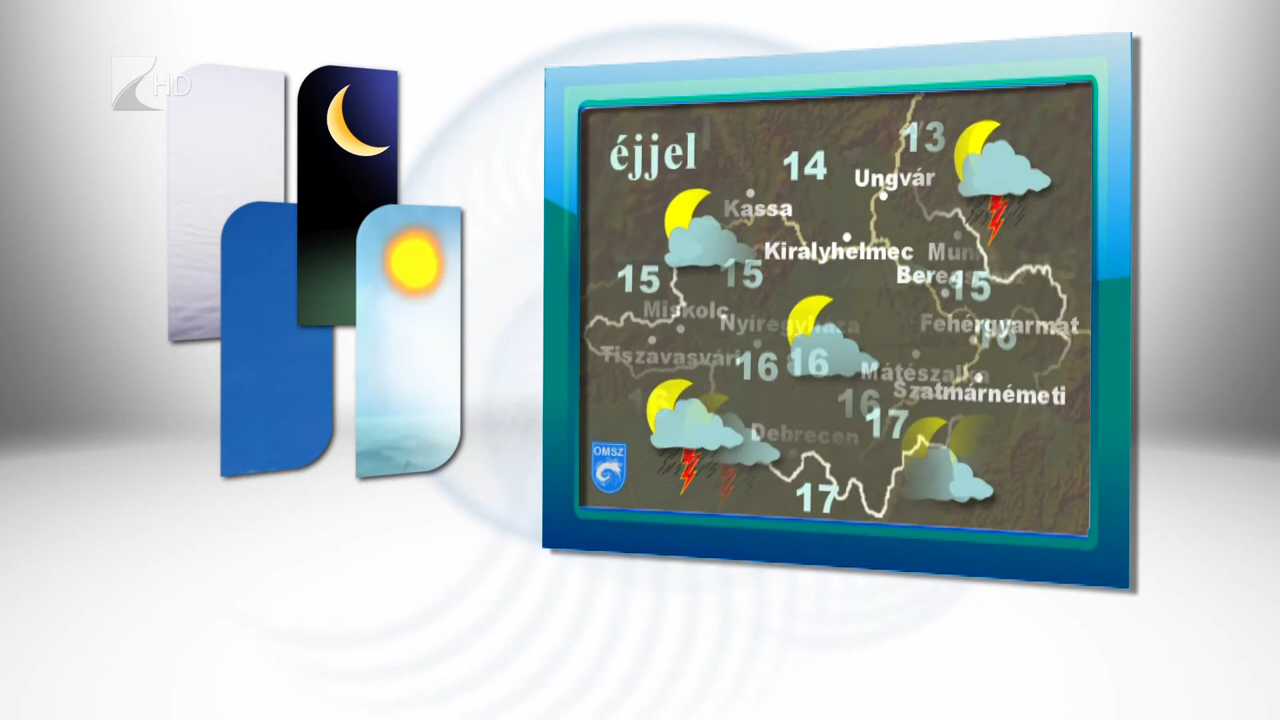 HD
éjjel
13
14
Ungvár
Kassa
Királyhelmec
15
15
15
Miskolc
Nyíregyháza
Fehérgyarmat
16
Tiszavasvári
16
16
Mátészalka
Szatmárnémeti
16
17
Debrecen
OMSZ
17